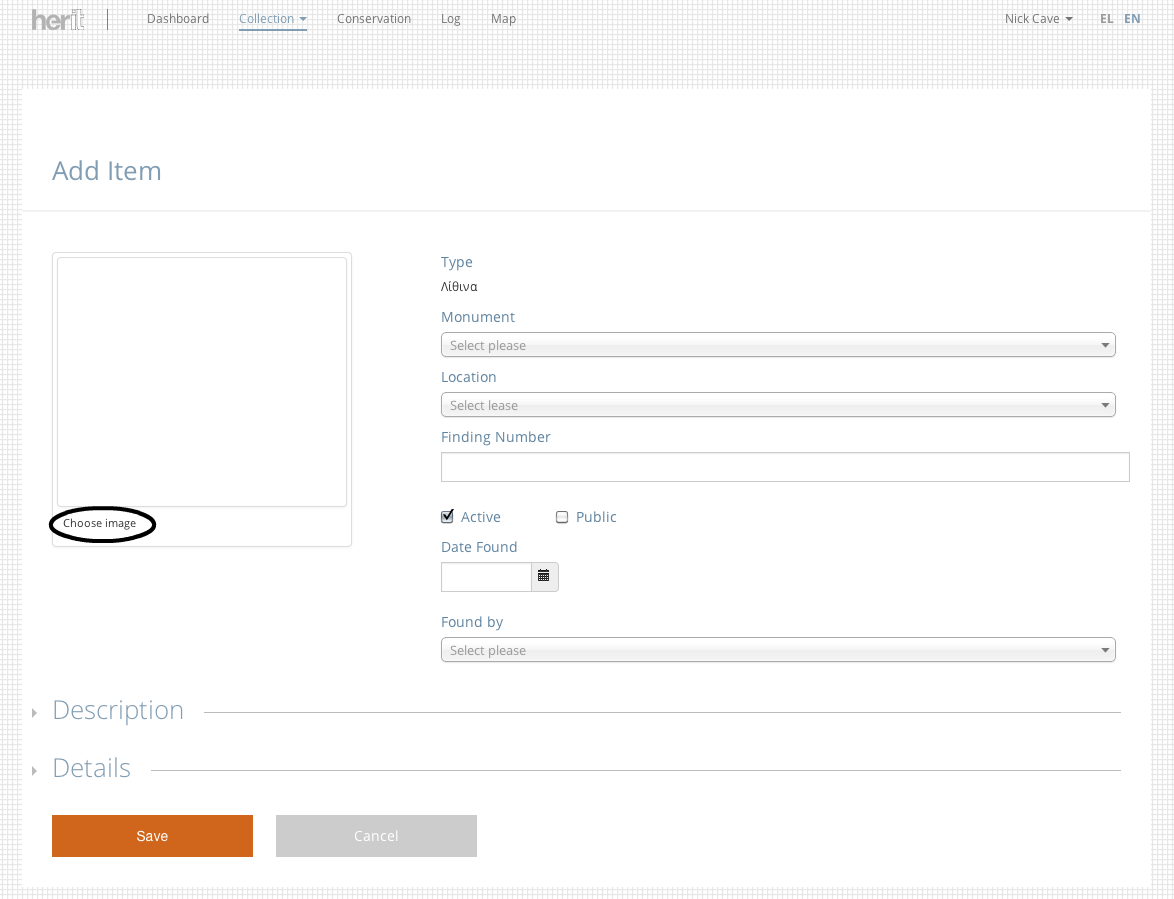 herit
Dashboard Collection Conservation Log Map Nick Cave EL EN
Add Item
Type
Λίθινα
Monument
Select please
Location
Select lease
Finding Number
Choose image
Active Public
Date Found
Found by
Select please
Description
Details
Save Cancel